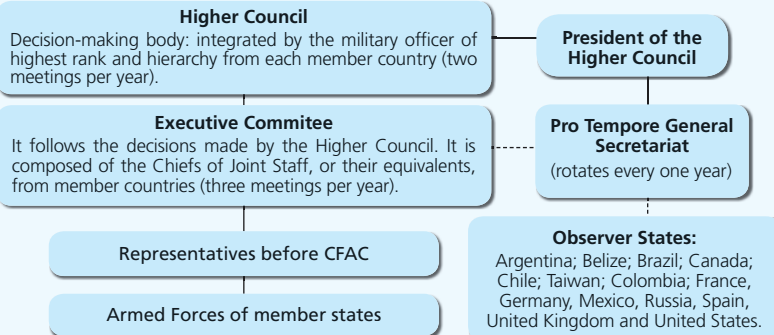 Higher Council
Decision-making body: integrated by the military officer of
highest rank and hierarchy from each member country (two
meetings per year).
President of the
Higher Council
Executive Commitee
It follows the decisions made by the Higher Council. It is
composed of the Chiefs of Joint Staff, or their equivalents,
from member countries (three meetings per year).
Pro Tempore General
Secretariat
(rotates every one year)
Representatives before CFAC
Armed Forces of member states
Observer States:
Argentina; Belize; Brazil; Canada;
Chile; Taiwan; Colombia; France,
Germany, Mexico, Russia, Spain,
United Kingdom and United States.